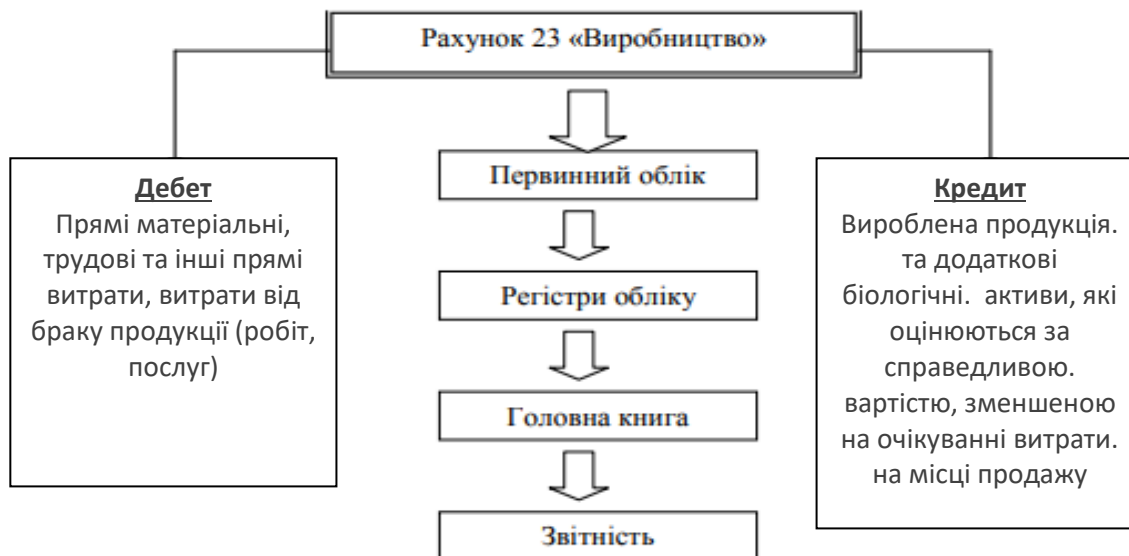 Рахунок 23 «Виробництво»
Дебет
Прямі матеріальні,
трудові та інші прямі
витрати, витрати від
браку продукції (робіт,
послуг)
Первинний облік
Регістри обліку
Головна книга
Звітність
Кредит
Вироблена продукція.
та додаткові
біологічні. активи, які
оцінюються за
справедливою.
вартістю, зменшеною
на очікуванні витрати.
на місці продажу